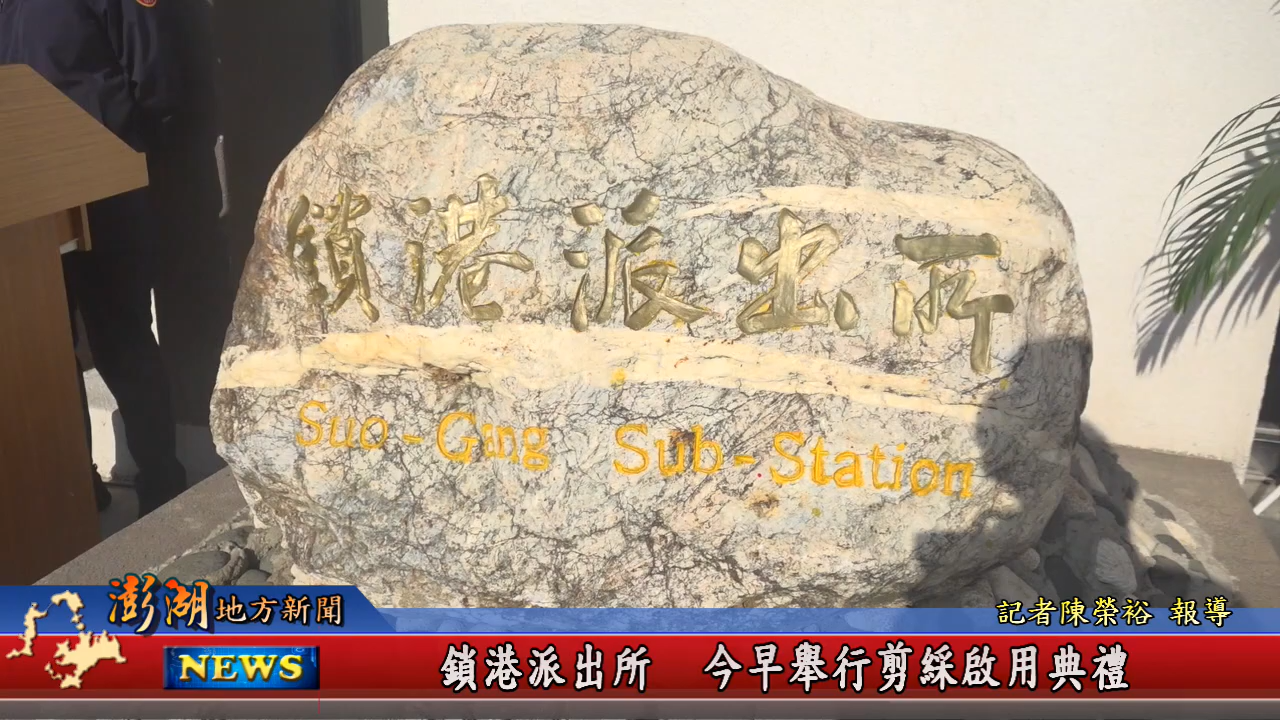 鎖港派出所
Suo-Ging Sub-Station
澎湖地方新聞
記者陳榮裕 報導
NEWS
鎖港派出所 今早舉行剪綵啟用典禮